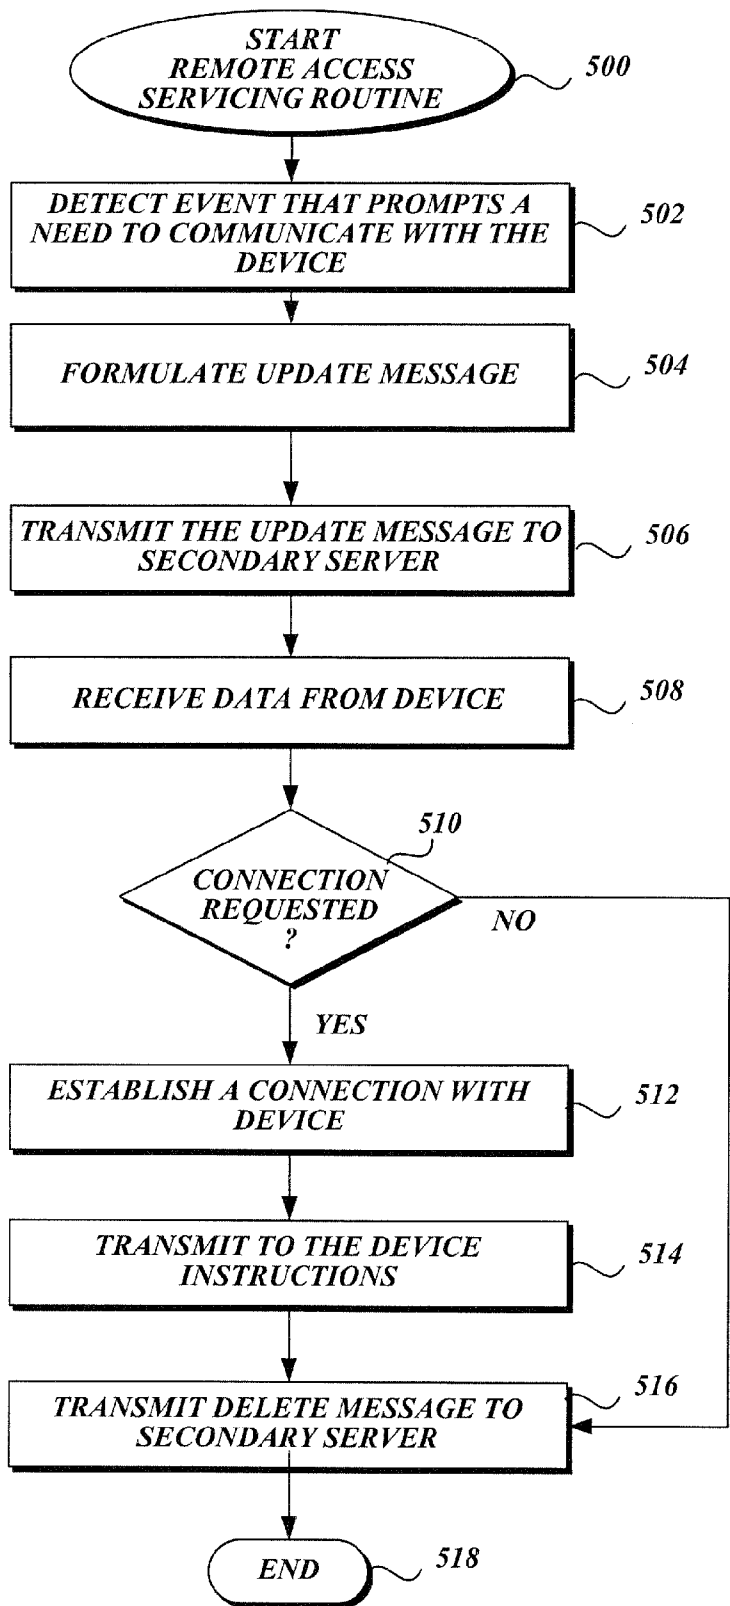 START
REMOTE ACCESS
SERVICING ROUTINE
500
DETECT EVENT THAT PROMPTS A
NEED TO COMMUNICATE WITH THE
DEVICE
502
FORMULATE UPDATE MESSAGE
504
TRANSMIT THE UPDATE MESSAGE TO
SECONDARY SERVER
506
RECEIVE DATA FROM DEVICE
508
510
CONNECTION
REQUESTED
?
NO
YES
ESTABLISH A CONNECTION WITH
DEVICE
512
TRANSMIT TO THE DEVICE
INSTRUCTIONS
514
TRANSMIT DELETE MESSAGE TO
SECONDARY SERVER
516
END
518